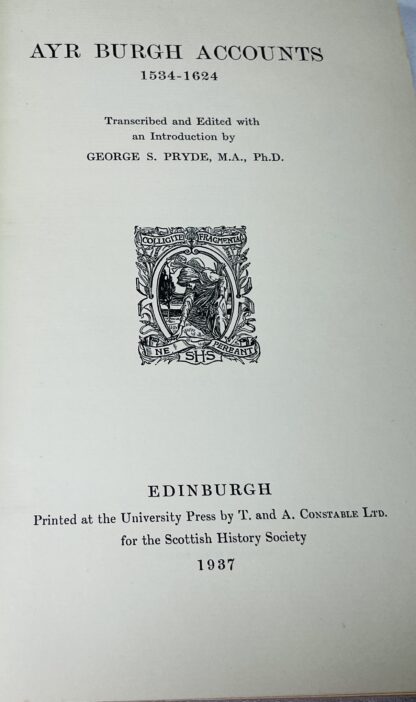 AYR BURGH ACCOUNTS
1534-1624
Transcribed and Edited with
an Introduction by
GEORGE S. PRYDE, M.A., Ph.D.
COLLIGITE FRAGMENTA
NE PEREANT
SHS
EDINBURGH
Printed at the University Press by T. and A. CONSTABLE LTD.
for the Scottish History Society
1937